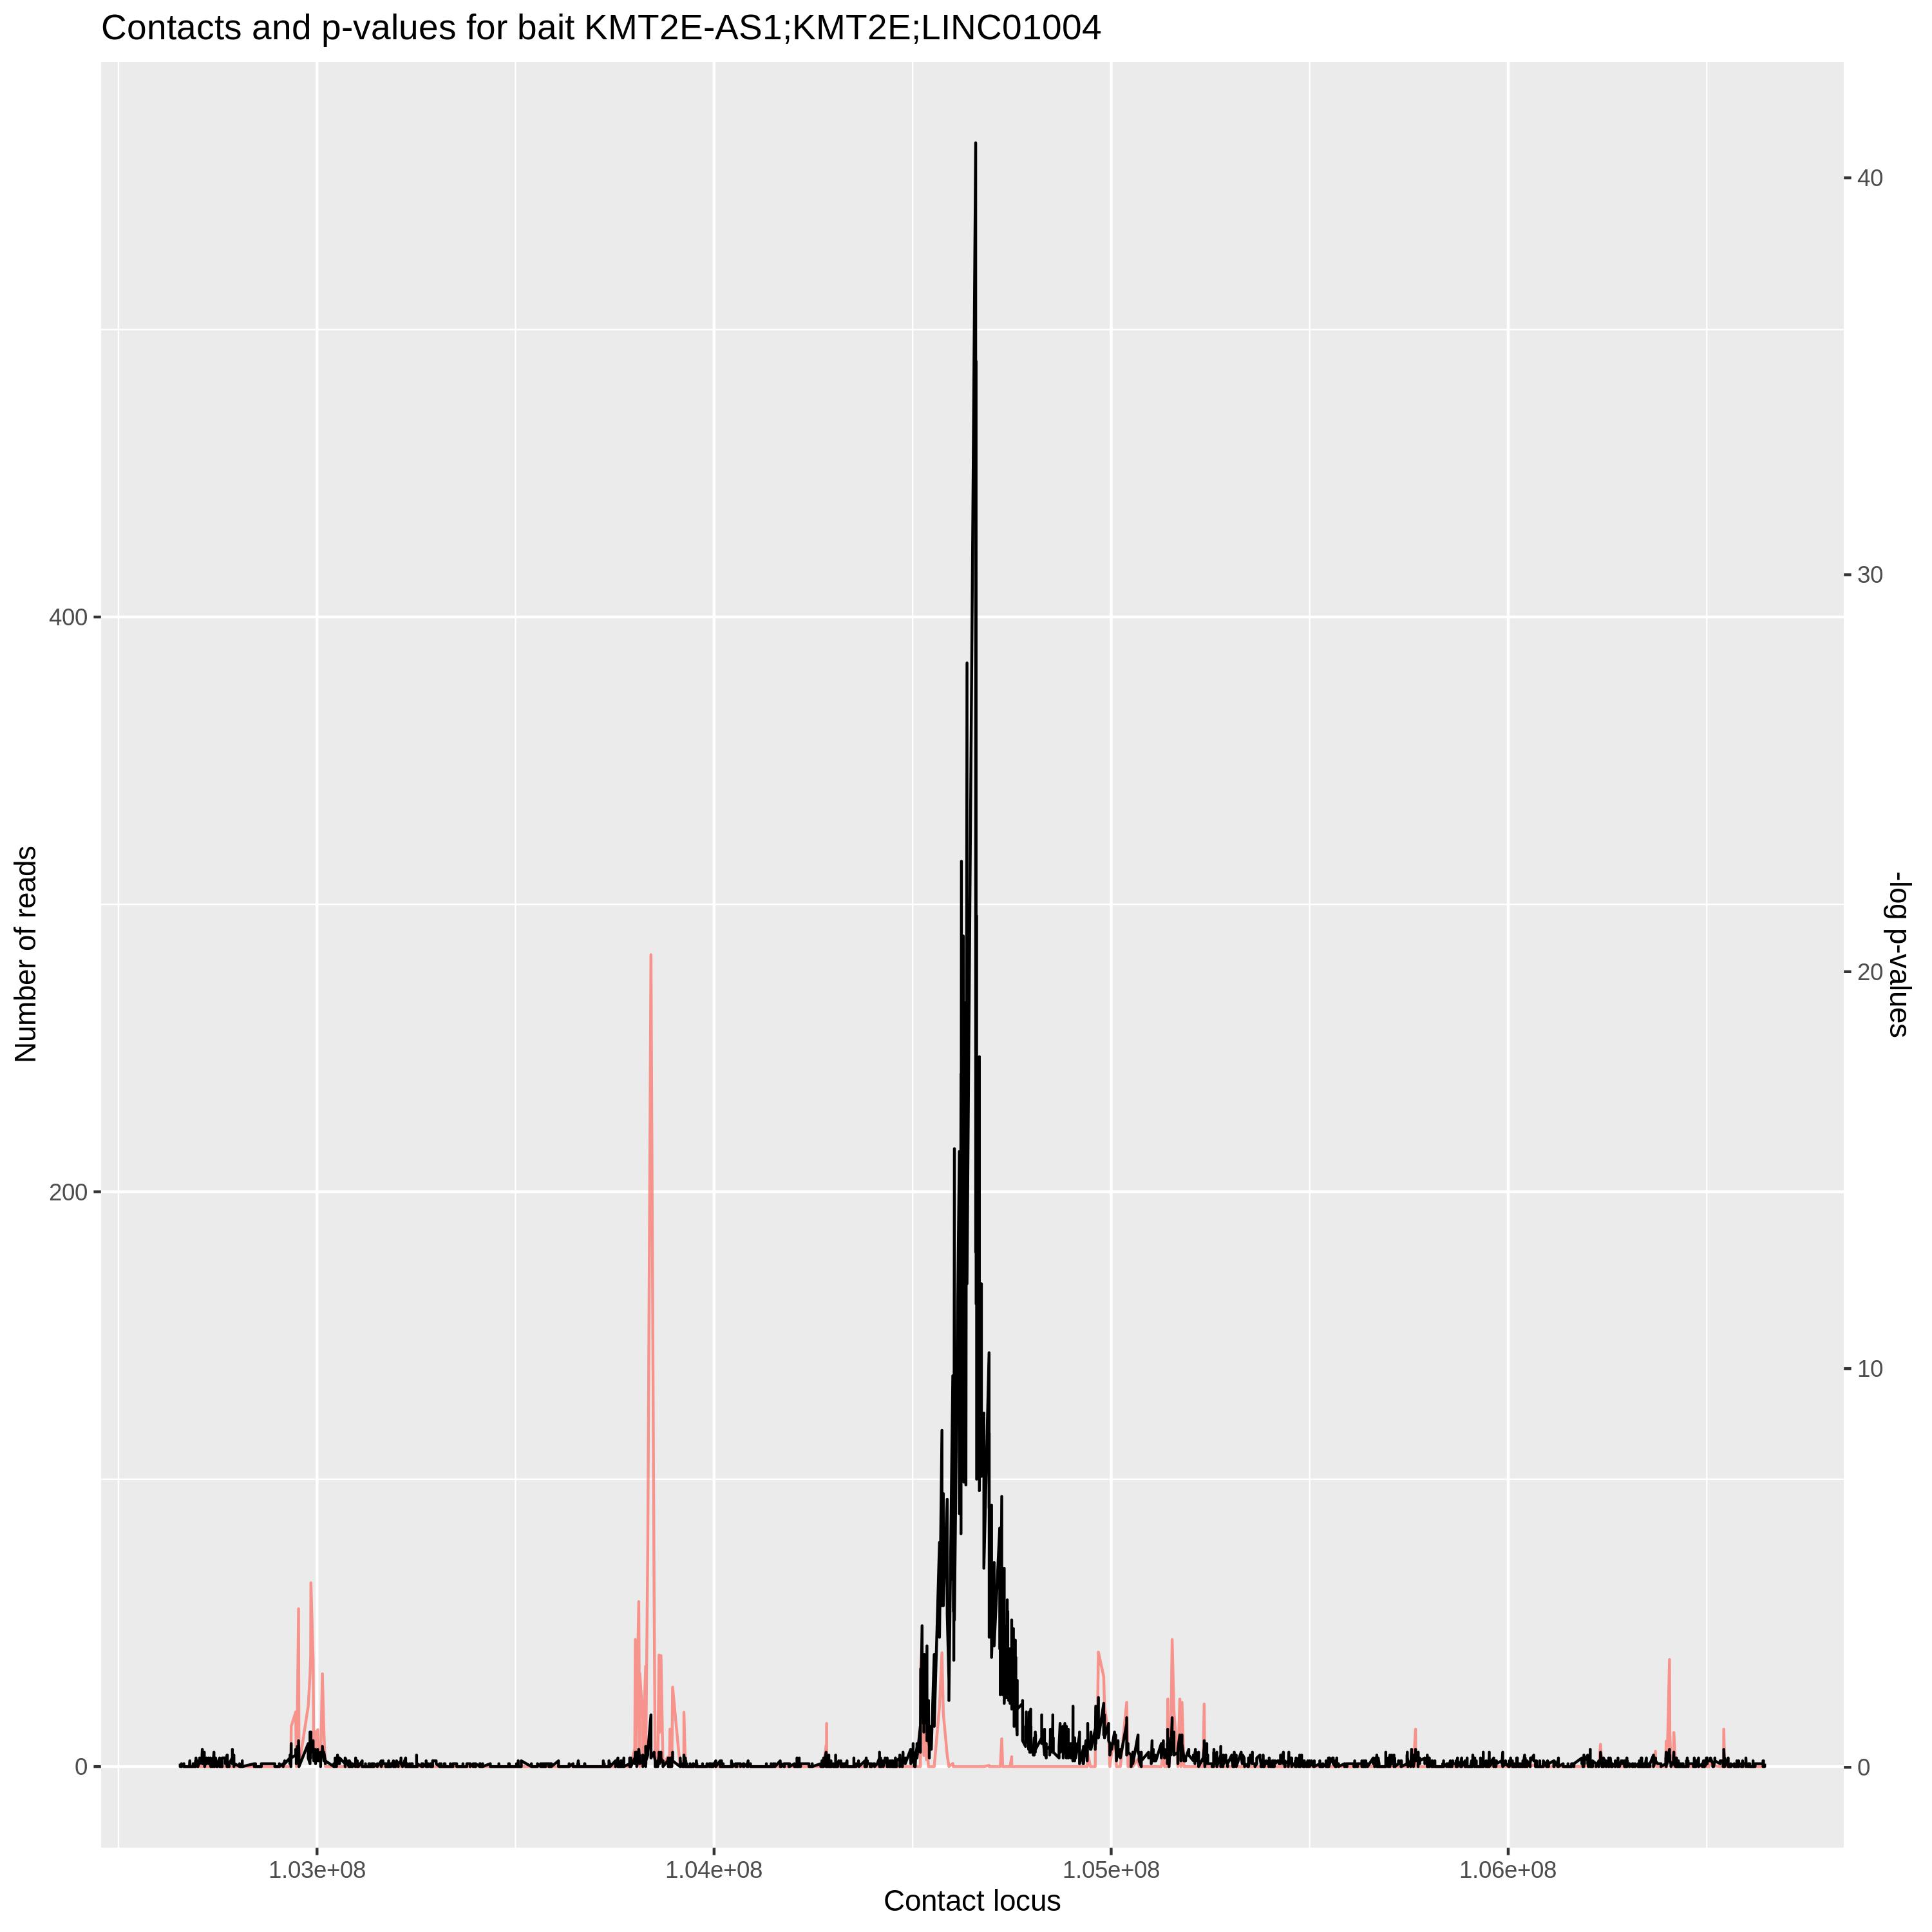 Contacts and p-values for bait KMT2E-AS1;KMT2E;LINC01004
Number of reads
400
200
0
40
30
20
10
0
-log p-values
1.03e+08 1.04e+08 1.05e+08 1.06e+08
Contact locus